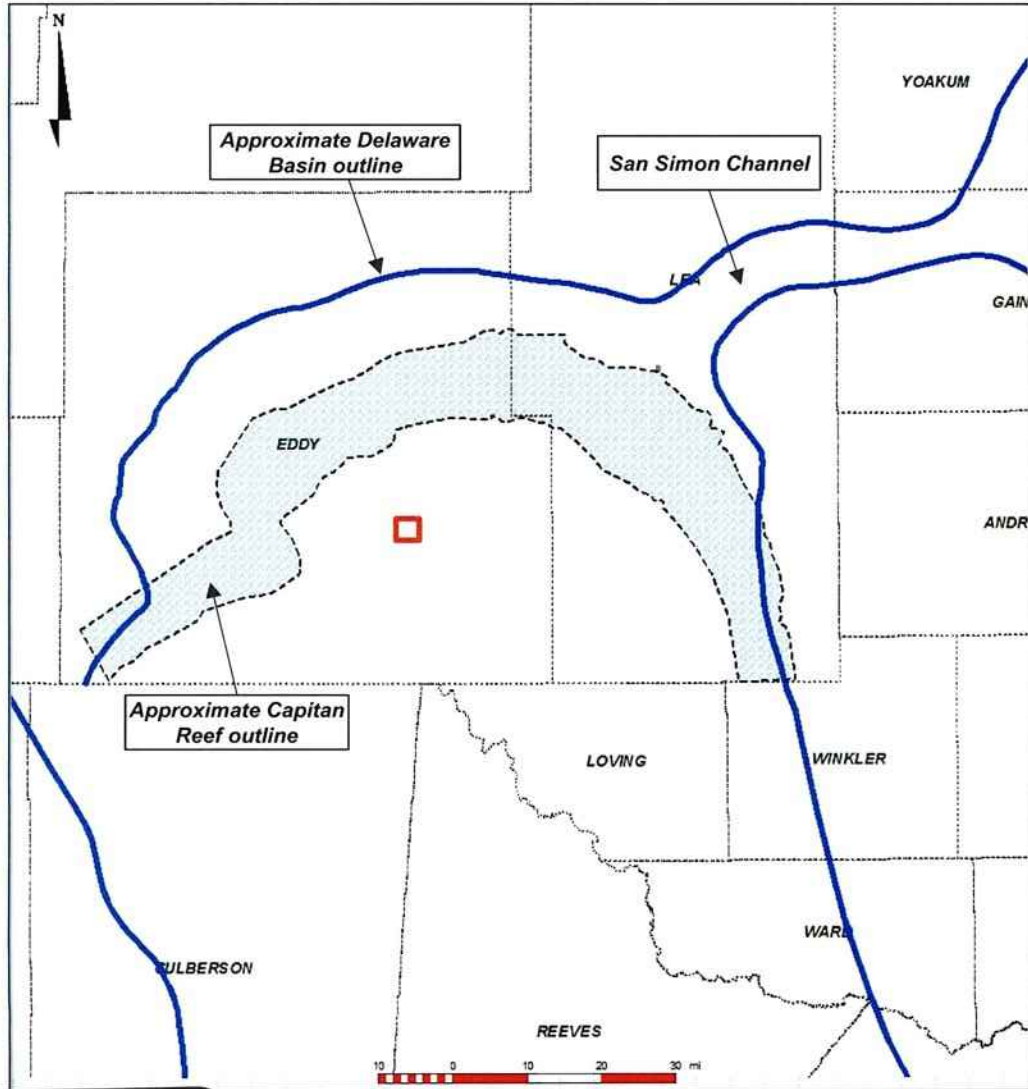 N
YOAKUM
Approximate Delaware
Basin outline
San Simon Channel
LEA
GAIN
EDDY
ANDR
Approximate Capitan
Reef outline
LOVING
WINKLER
WARD
CULBERSON
REEVES
10 0 10 20 30 mi